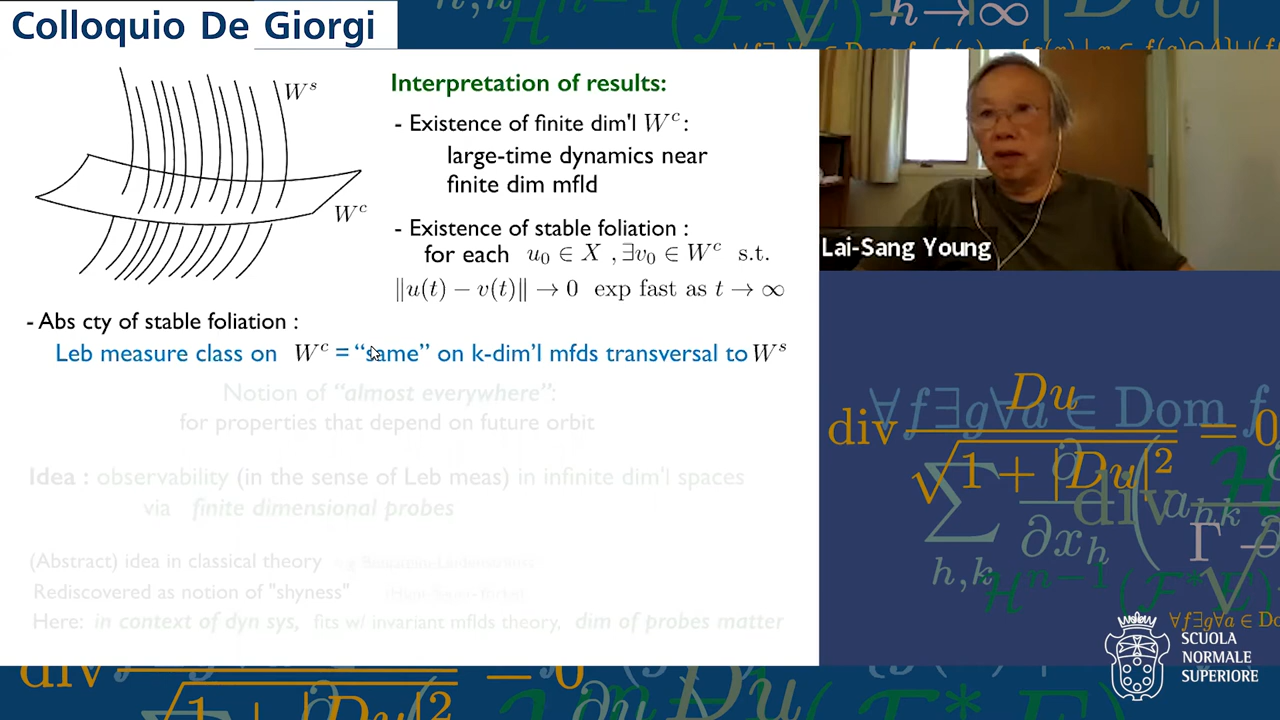 Colloquio De Giorgi
W^s
W^c
Interpretation of results:
- Existence of finite dim'l W^c :
large-time dynamics near
finite dim mfld
- Existence of stable foliation :
for each u_0 ∈ X , ∃v_0 ∈ W^c s.t.
‖u(t) − v(t)‖ → 0 exp fast as t → ∞
- Abs cty of stable foliation :
Leb measure class on W^c = "same" on k-dim'l mfds transversal to W^s
Notion of "almost everywhere":
for properties that depend on future orbit
Idea : observability (in the sense of Leb meas) in infinite dim'l spaces
via finite dimensional probes
(Abstract) idea in classical theory
Rediscovered as notion of "shyness"
Here: in context of dyn sys, fits w/ invariant mflds theory, dim of probes matter
Lai-Sang Young
SCUOLA
NORMALE
SUPERIORE